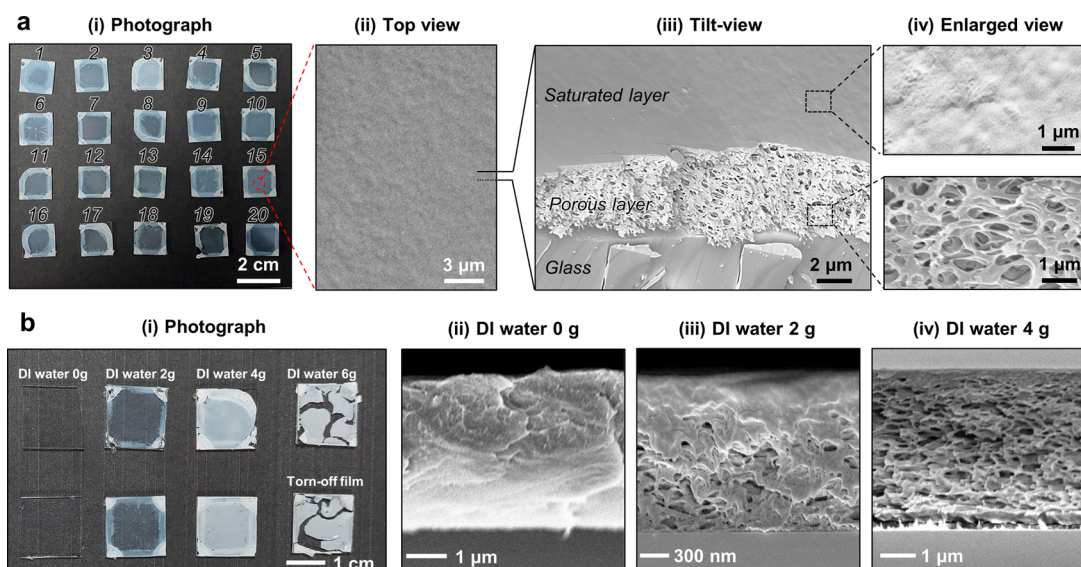 a
(i) Photograph
(ii) Top view
(iii) Tilt-view
(iv) Enlarged view
1 2 3 4 5
6 7 8 9 10
11 12 13 14 15
16 17 18 19 20
2 cm
3 μm
Saturated layer
Porous layer
Glass
2 μm
1 μm
1 μm
b
(i) Photograph
(ii) DI water 0 g
(iii) DI water 2 g
(iv) DI water 4 g
DI water 0g DI water 2g DI water 4g DI water 6g
Torn-off film
1 cm
1 μm
300 nm
1 μm